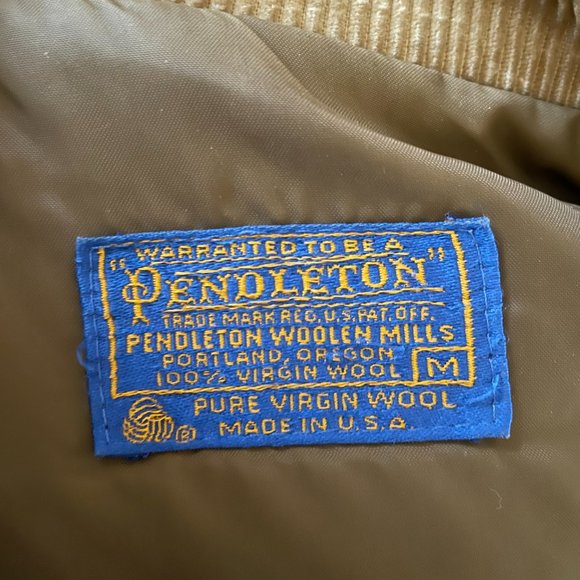 WARRANTED TO BE A
"PENDLETON"
TRADE MARK REG. U.S. PAT. OFF.
PENDLETON WOOLEN MILLS
PORTLAND, OREGON
100% VIRGIN WOOL M
PURE VIRGIN WOOL
MADE IN U.S.A.